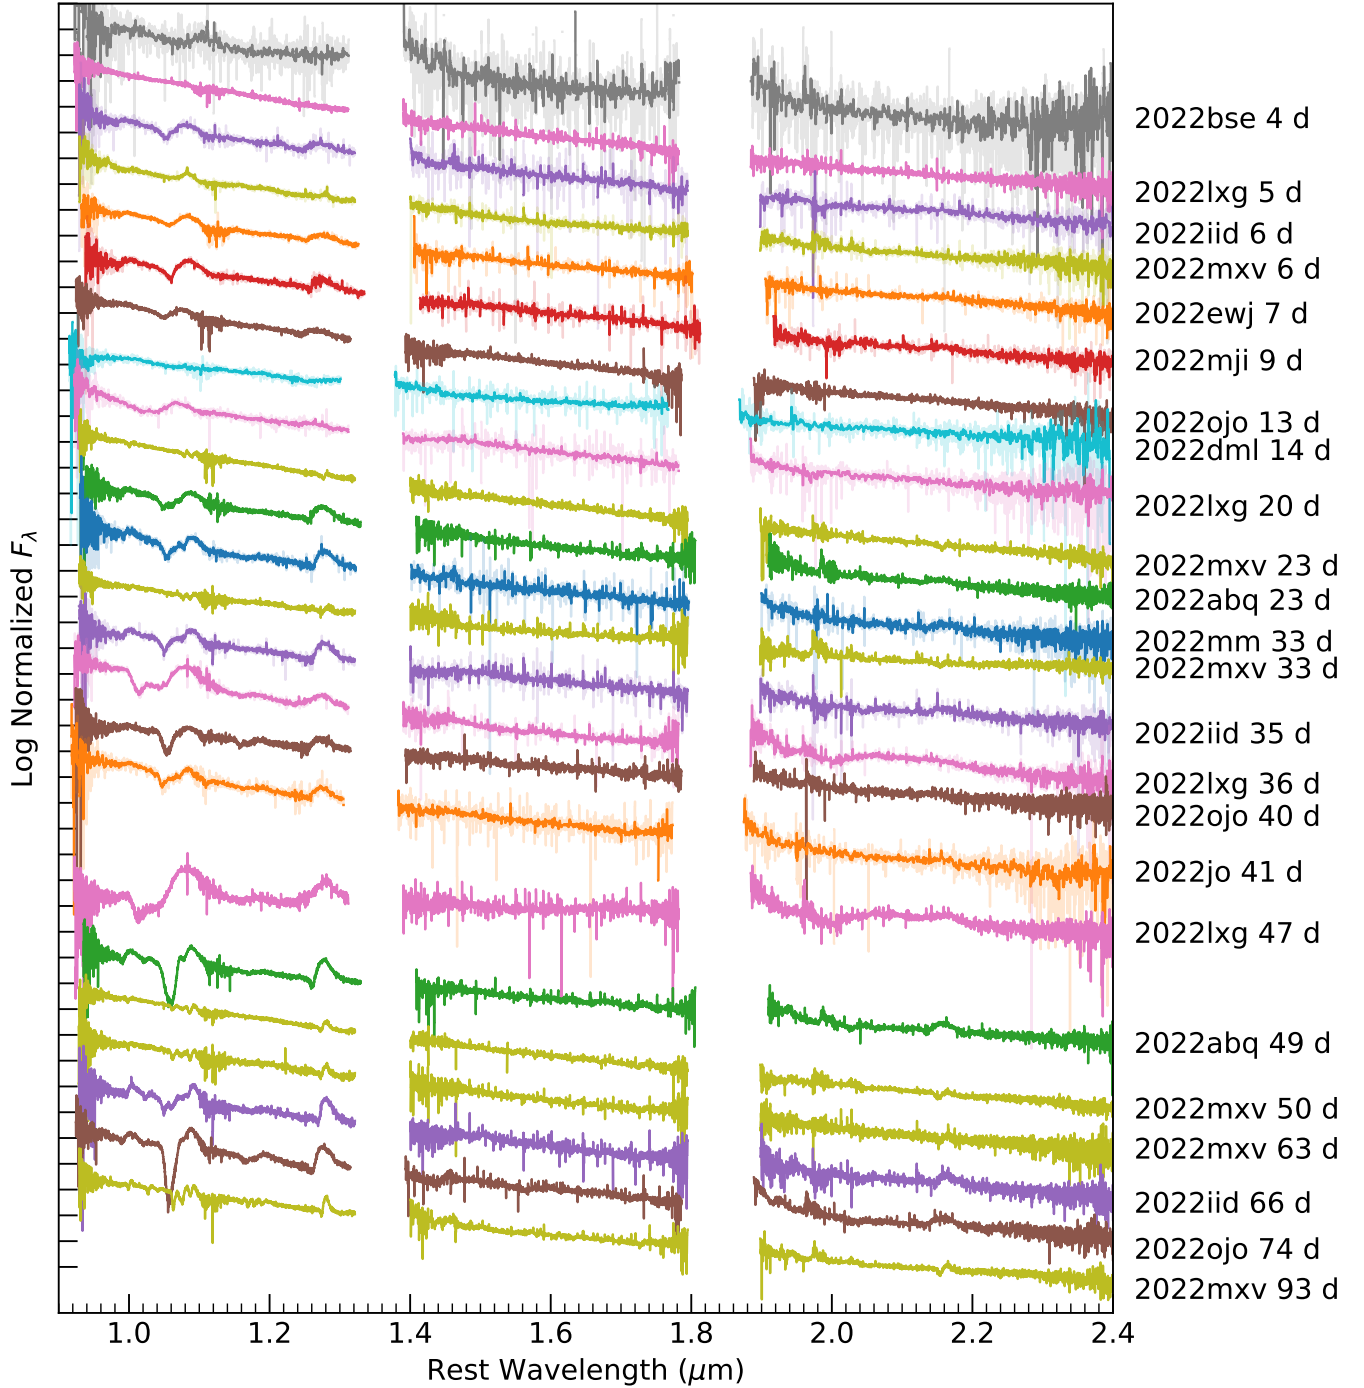 2022bse 4 d
2022lxg 5 d
2022iid 6 d
2022mxv 6 d
2022ewj 7 d
2022mji 9 d
2022ojo 13 d
2022dml 14 d
2022lxg 20 d
2022mxv 23 d
2022abq 23 d
2022mm 33 d
2022mxv 33 d
2022iid 35 d
2022lxg 36 d
2022ojo 40 d
2022jo 41 d
2022lxg 47 d
2022abq 49 d
2022mxv 50 d
2022mxv 63 d
2022iid 66 d
2022ojo 74 d
2022mxv 93 d
Log Normalized F_λ
1.0 1.2 1.4 1.6 1.8 2.0 2.2 2.4
Rest Wavelength (μm)